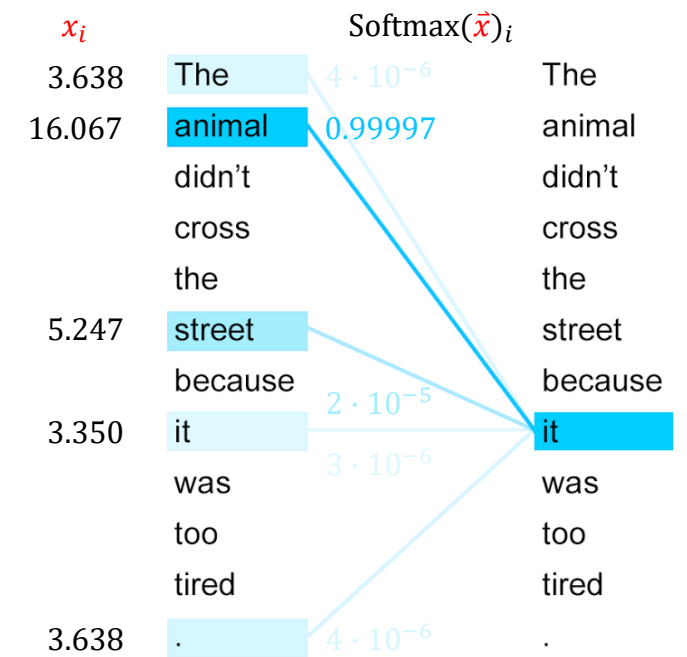 xᵢ Softmax(x⃗)ᵢ
3.638 The 4 · 10⁻⁶ The
16.067 animal 0.99997 animal
didn’t didn’t
cross cross
the the
5.247 street street
because because
2 · 10⁻⁵
3.350 it it
3 · 10⁻⁶
was was
too too
tired tired
3.638 . 4 · 10⁻⁶ .